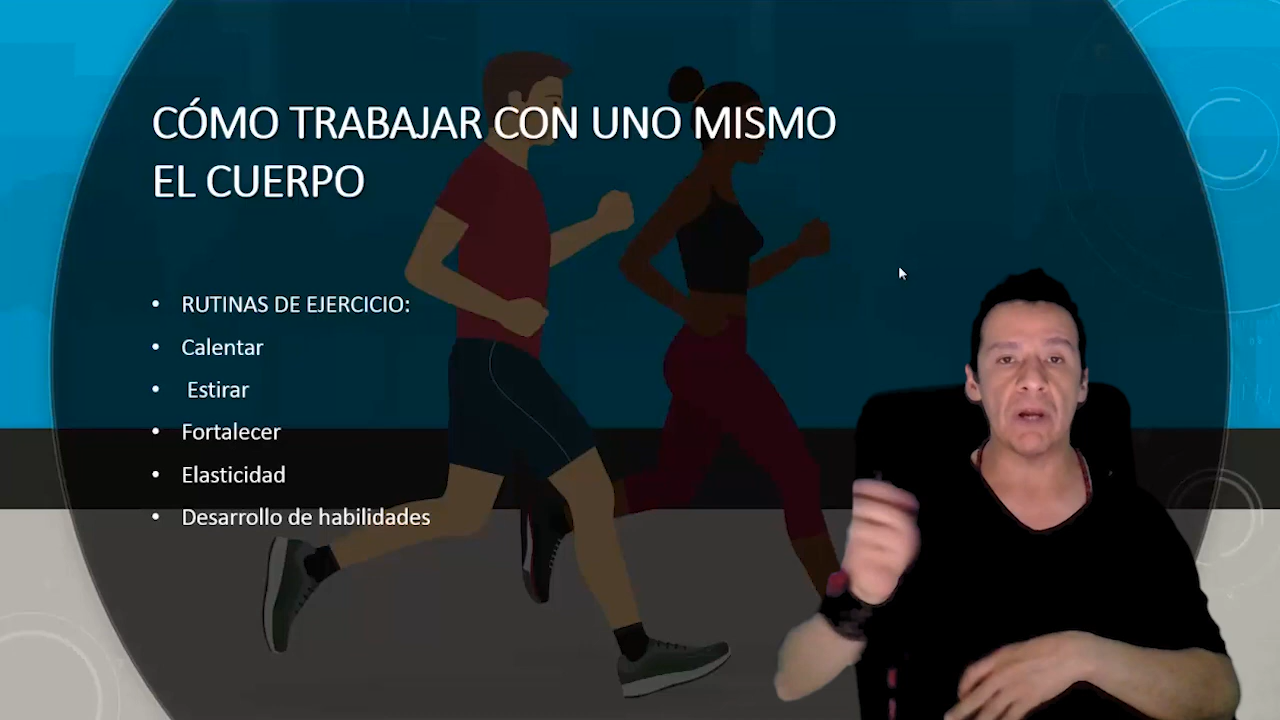 CÓMO TRABAJAR CON UNO MISMO
EL CUERPO
• RUTINAS DE EJERCICIO:
• Calentar
• Estirar
• Fortalecer
• Elasticidad
• Desarrollo de habilidades